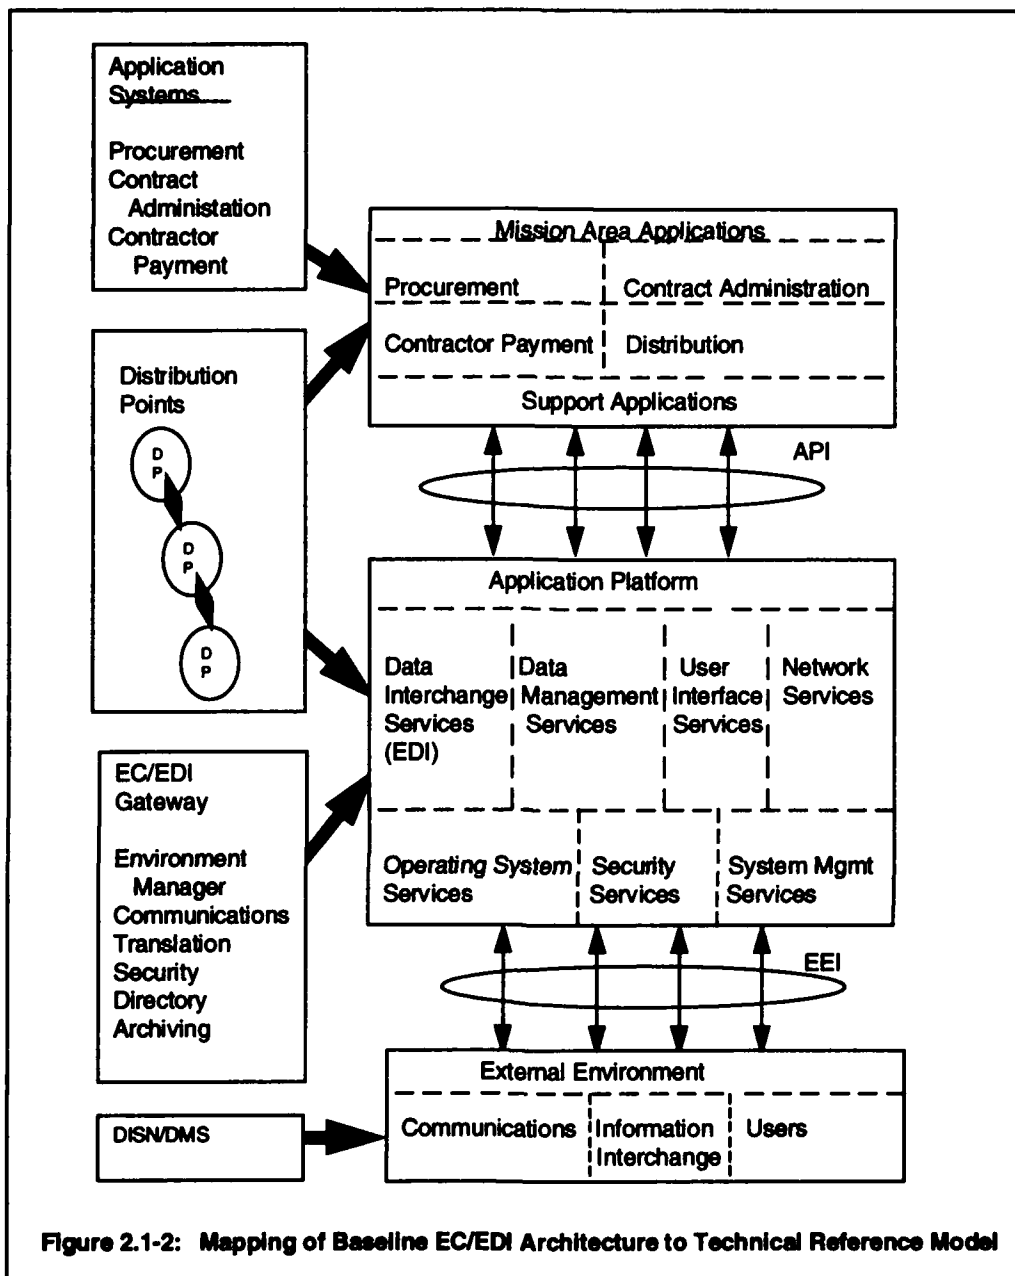 Application
Systems
Procurement
Contract
Administation
Contractor
Payment
Distribution
Points
D
P
D
P
D
P
EC/EDI
Gateway
Environment
Manager
Communications
Translation
Security
Directory
Archiving
DISN/DMS
Mission Area Applications
Procurement
Contract Administration
Contractor Payment
Distribution
Support Applications
API
Application Platform
Data
Interchange
Services
(EDI)
Data
Management
Services
User
Interface
Services
Network
Services
Operating System
Services
Security
Services
System Mgmt
Services
EEI
External Environment
Communications
Information
Interchange
Users
Figure 2.1-2: Mapping of Baseline EC/EDI Architecture to Technical Reference Model